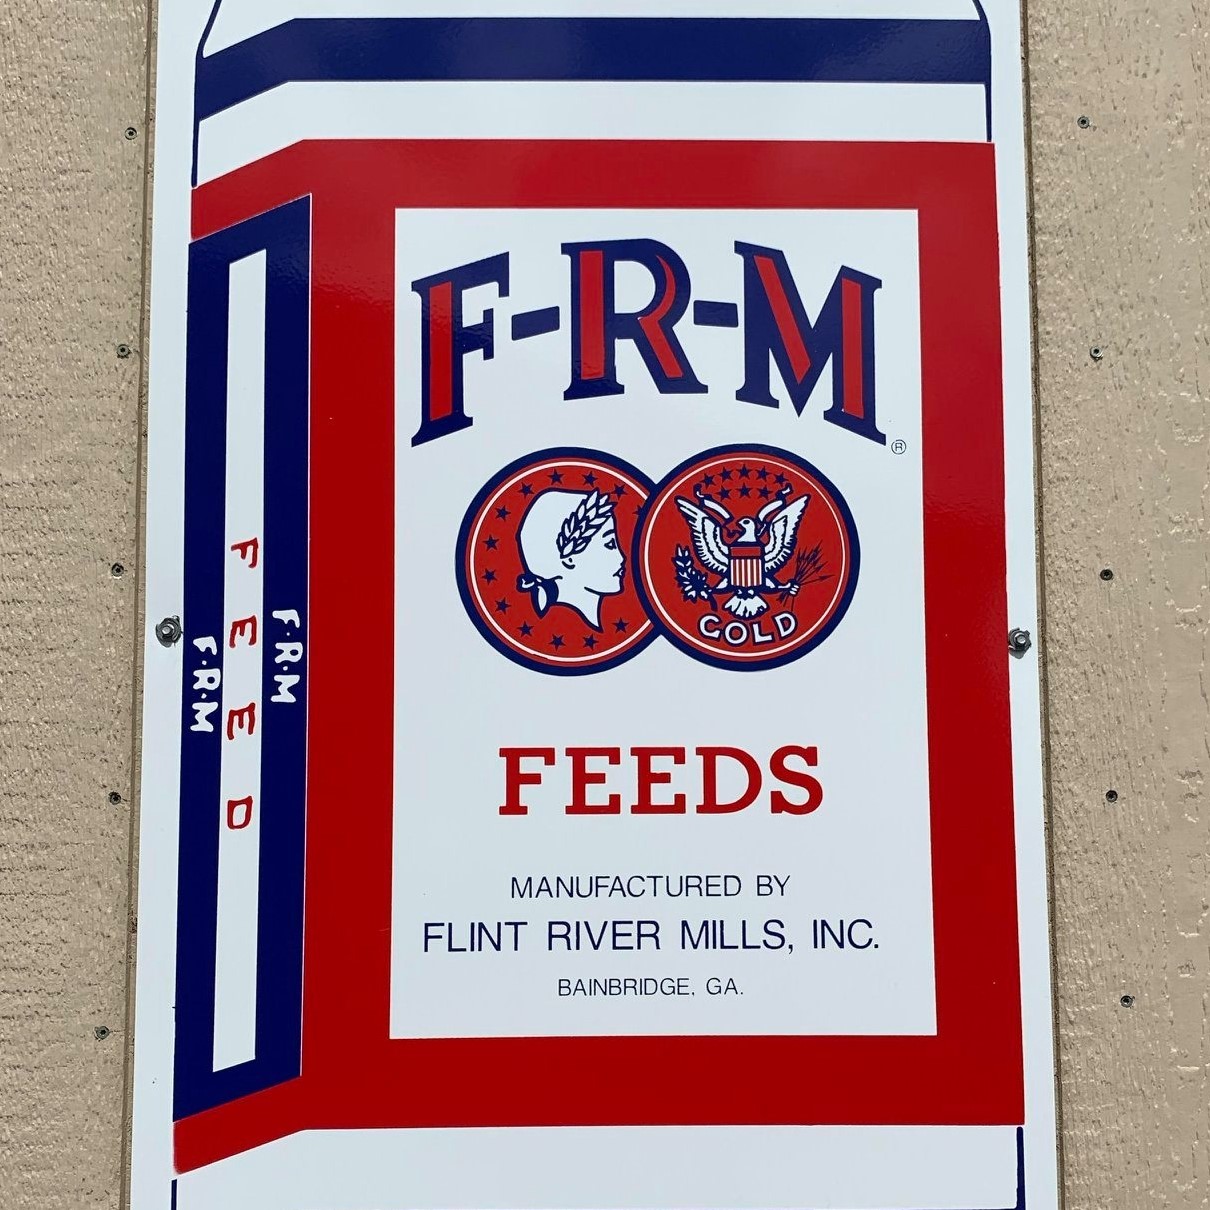 F-R-M®
GOLD
FEEDS
MANUFACTURED BY
FLINT RIVER MILLS, INC.
BAINBRIDGE, GA.
F·R·M
FEED
F·R·M